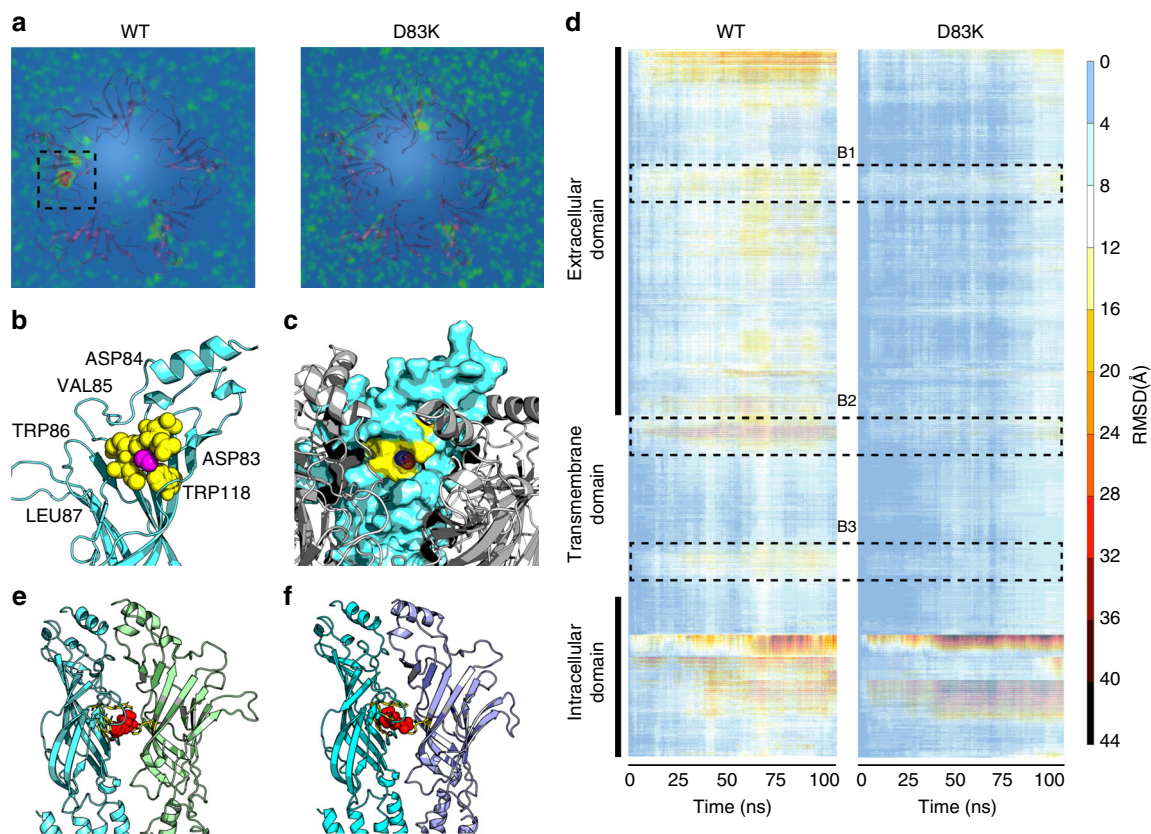 a
WT
D83K
b
ASP84
VAL85
TRP86
ASP83
TRP118
LEU87
c
d
WT
D83K
B1
B2
B3
Extracellular
domain
Transmembrane
domain
Intracellular
domain
0 25 50 75 100
Time (ns)
0 25 50 75 100
Time (ns)
0
4
8
12
16
20
24
28
32
36
40
44
RMSD(Å)
e
f